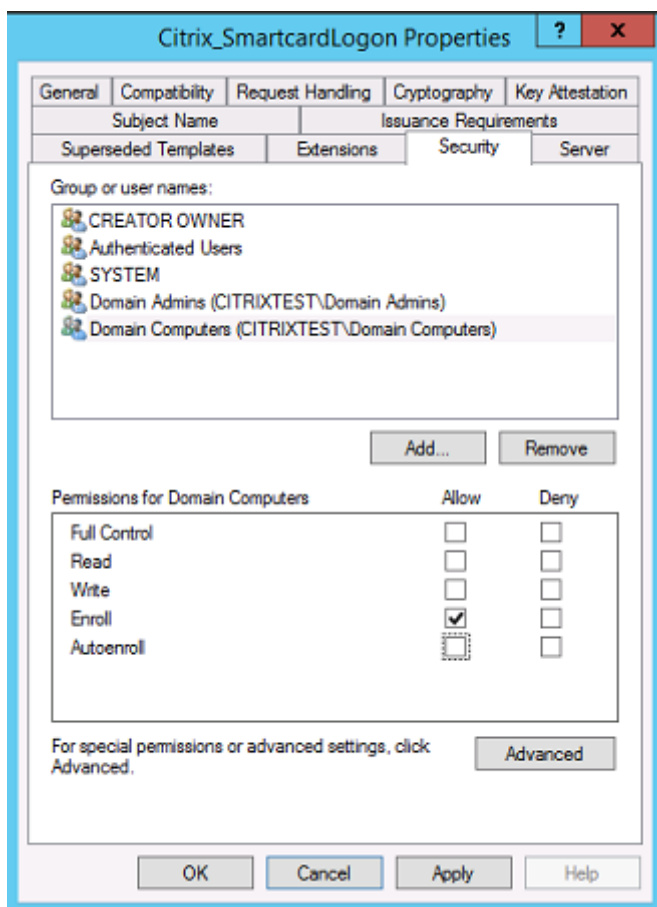 Citrix_SmartcardLogon Properties ? x
General Compatibility Request Handling Cryptography Key Attestation
Subject Name Issuance Requirements
Superseded Templates Extensions Security Server
Group or user names:
CREATOR OWNER
Authenticated Users
SYSTEM
Domain Admins (CITRIXTEST\Domain Admins)
Domain Computers (CITRIXTEST\Domain Computers)
Add... Remove
Permissions for Domain Computers Allow Deny
Full Control
Read
Write
Enroll
Autoenroll
For special permissions or advanced settings, click
Advanced.
Advanced
OK Cancel Apply Help